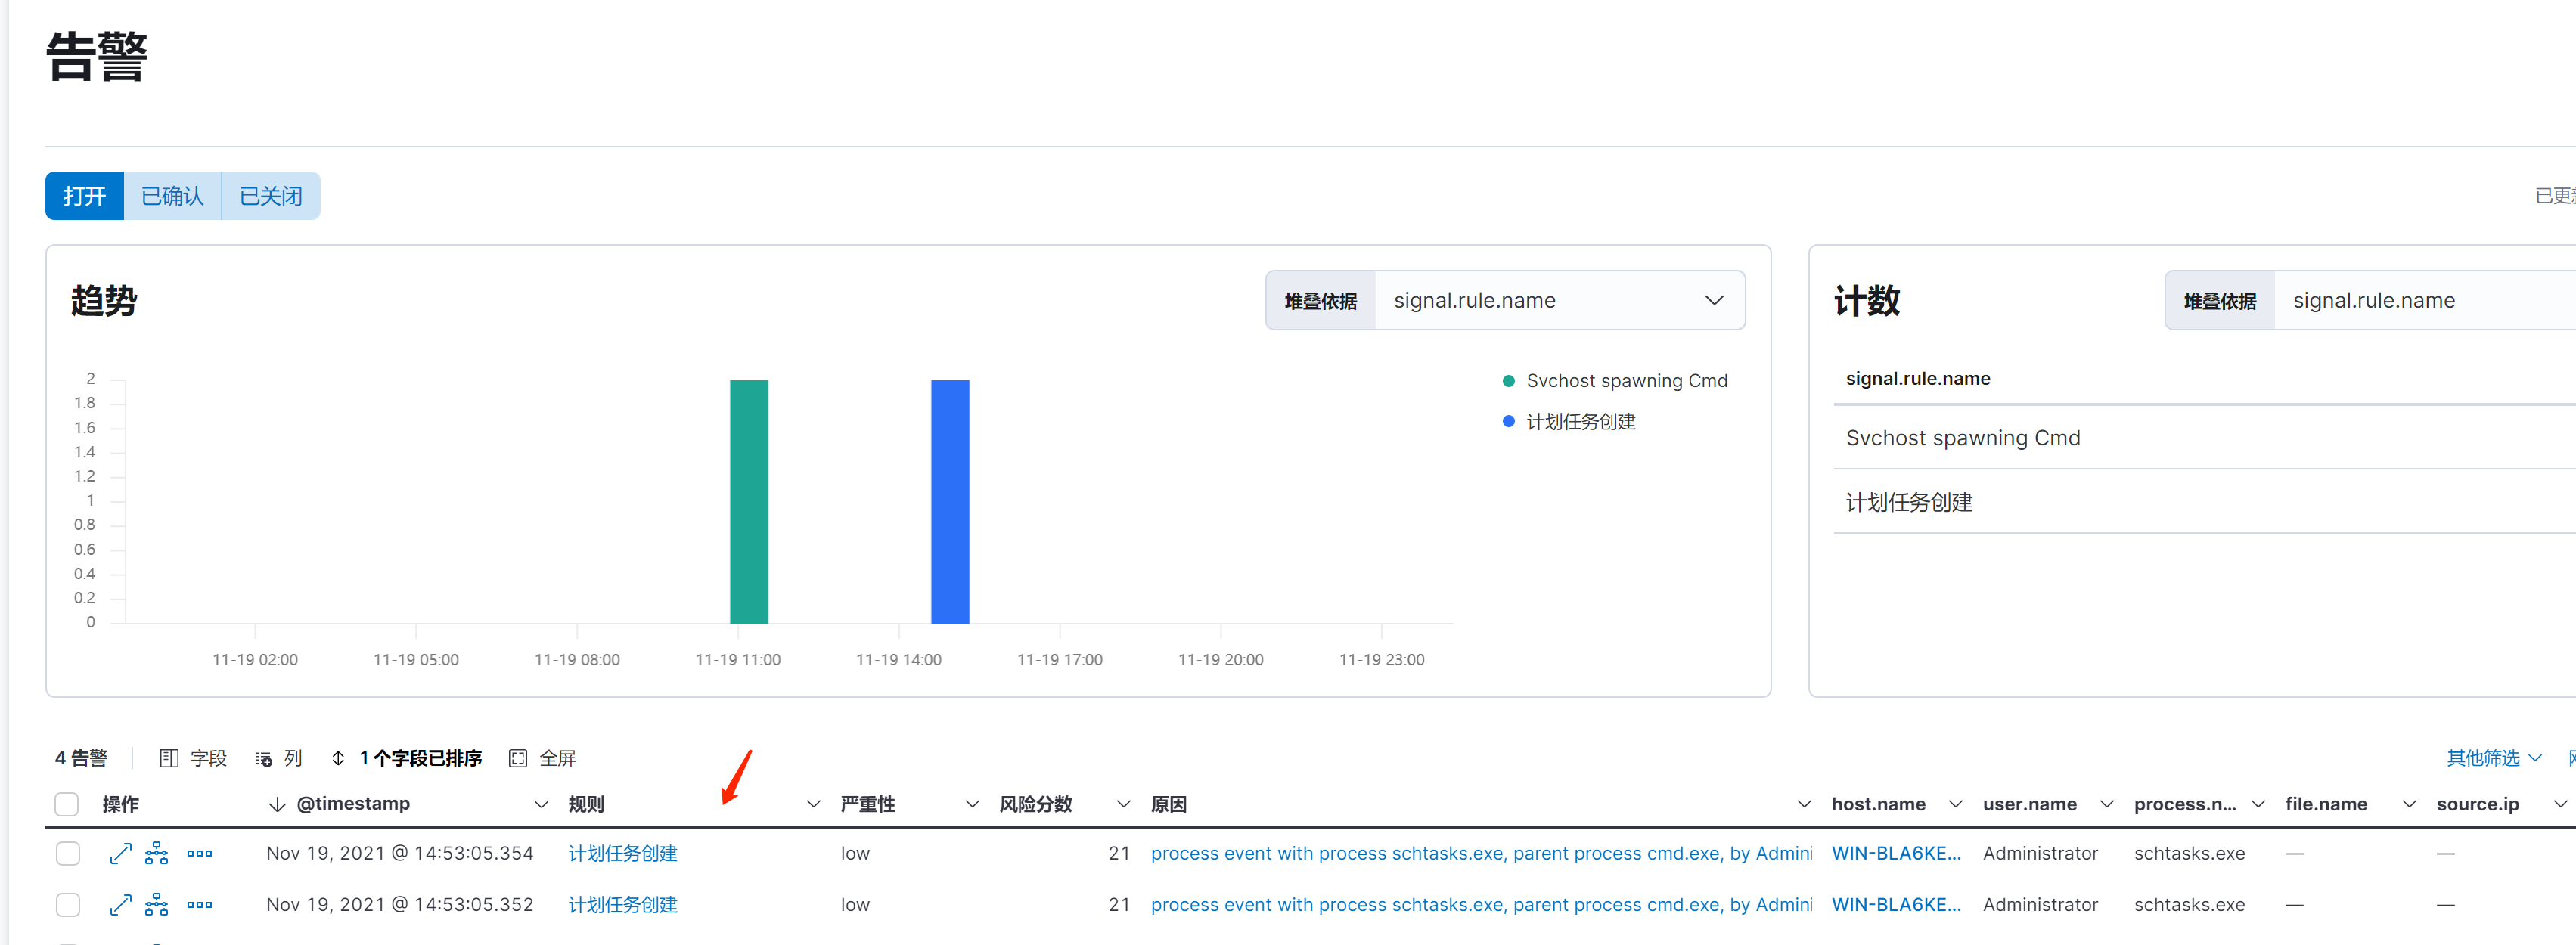 告警
打开 已确认 已关闭
趋势
堆叠依据 signal.rule.name
2
1.8
1.6
1.4
1.2
1
0.8
0.6
0.4
0.2
0
11-19 02:00 11-19 05:00 11-19 08:00 11-19 11:00 11-19 14:00 11-19 17:00 11-19 20:00 11-19 23:00
Svchost spawning Cmd
计划任务创建
计数
堆叠依据 signal.rule.name
signal.rule.name
Svchost spawning Cmd
计划任务创建
4 告警 字段 列 1 个字段已排序 全屏 其他筛选
操作 @timestamp 规则 严重性 风险分数 原因 host.name user.name process.n... file.name source.ip
Nov 19, 2021 @ 14:53:05.354 计划任务创建 low 21 process event with process schtasks.exe, parent process cmd.exe, by Admini WIN-BLA6KE... Administrator schtasks.exe — —
Nov 19, 2021 @ 14:53:05.352 计划任务创建 low 21 process event with process schtasks.exe, parent process cmd.exe, by Admini WIN-BLA6KE... Administrator schtasks.exe — —